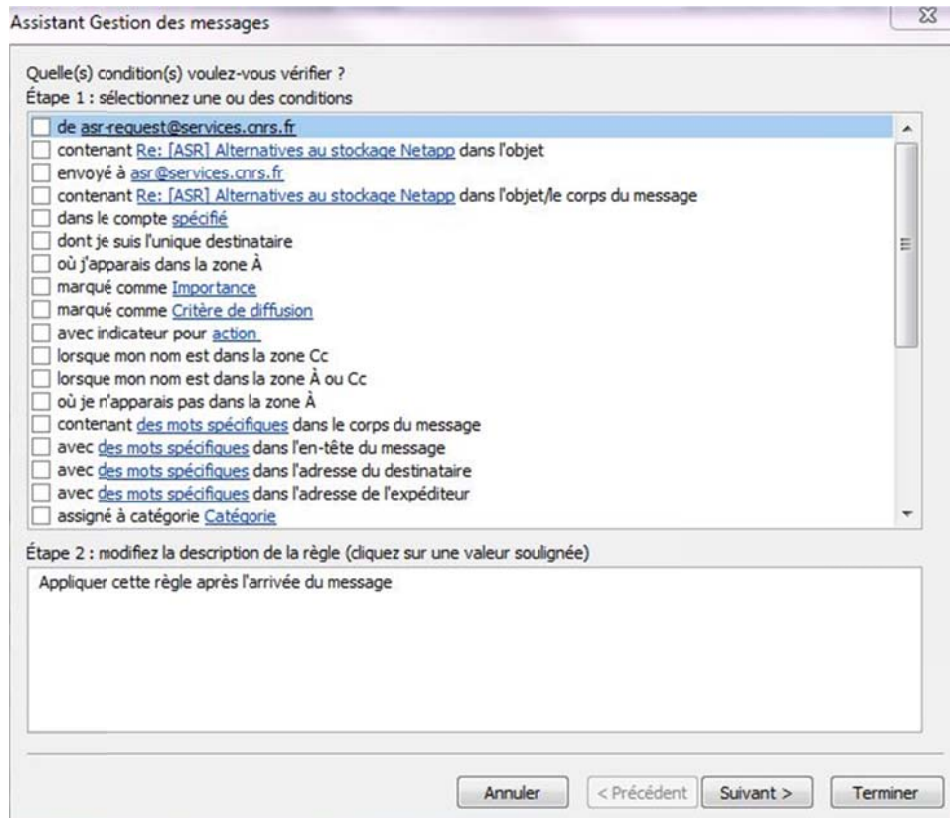 Assistant Gestion des messages
Quelle(s) condition(s) voulez-vous vérifier ?
Étape 1 : sélectionnez une ou des conditions
de asr-request@services.cnrs.fr
contenant Re: [ASR] Alternatives au stockage Netapp dans l'objet
envoyé à asr@services.cnrs.fr
contenant Re: [ASR] Alternatives au stockage Netapp dans l'objet/le corps du message
dans le compte spécifié
dont je suis l'unique destinataire
où j'apparais dans la zone À
marqué comme Importance
marqué comme Critère de diffusion
avec indicateur pour action
lorsque mon nom est dans la zone Cc
lorsque mon nom est dans la zone À ou Cc
où je n'apparais pas dans la zone À
contenant des mots spécifiques dans le corps du message
avec des mots spécifiques dans l'en-tête du message
avec des mots spécifiques dans l'adresse du destinataire
avec des mots spécifiques dans l'adresse de l'expéditeur
assigné à catégorie Catégorie
Étape 2 : modifiez la description de la règle (cliquez sur une valeur soulignée)
Appliquer cette règle après l'arrivée du message
Annuler
< Précédent
Suivant >
Terminer